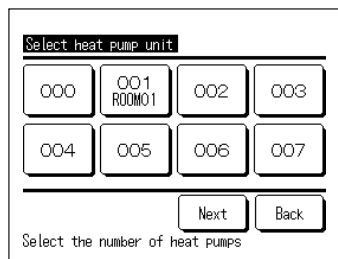 Select heat pump unit
000 001 002 003
ROOM01
004 005 006 007
Next Back
Select the number of heat pumps